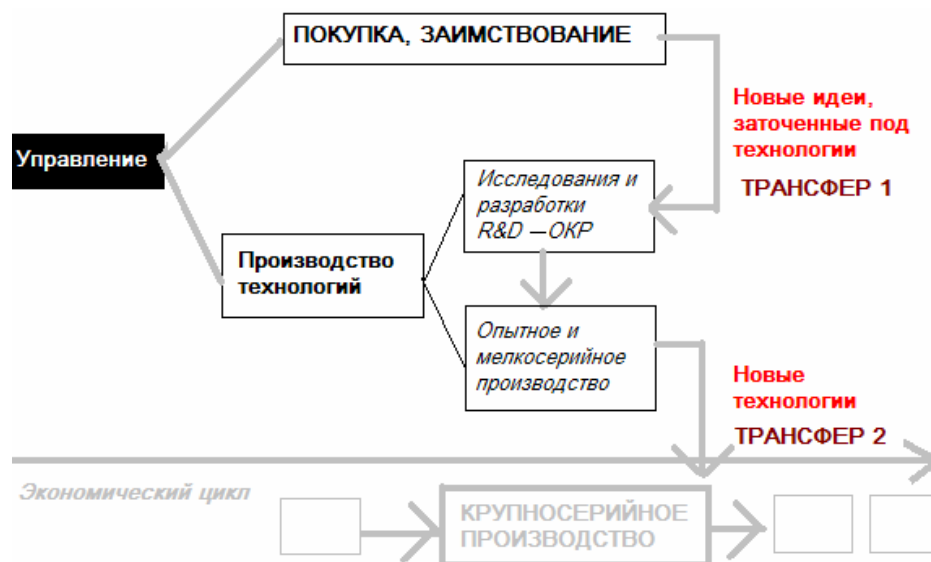 ПОКУПКА, ЗАИМСТВОВАНИЕ
Новые идеи,
заточенные под
технологии
ТРАНСФЕР 1
Управление
Исследования и
разработки
R&D –ОКР
Производство
технологий
Опытное и
мелкосерийное
производство
Новые
технологии
ТРАНСФЕР 2
Экономический цикл
КРУПНОСЕРИЙНОЕ
ПРОИЗВОДСТВО